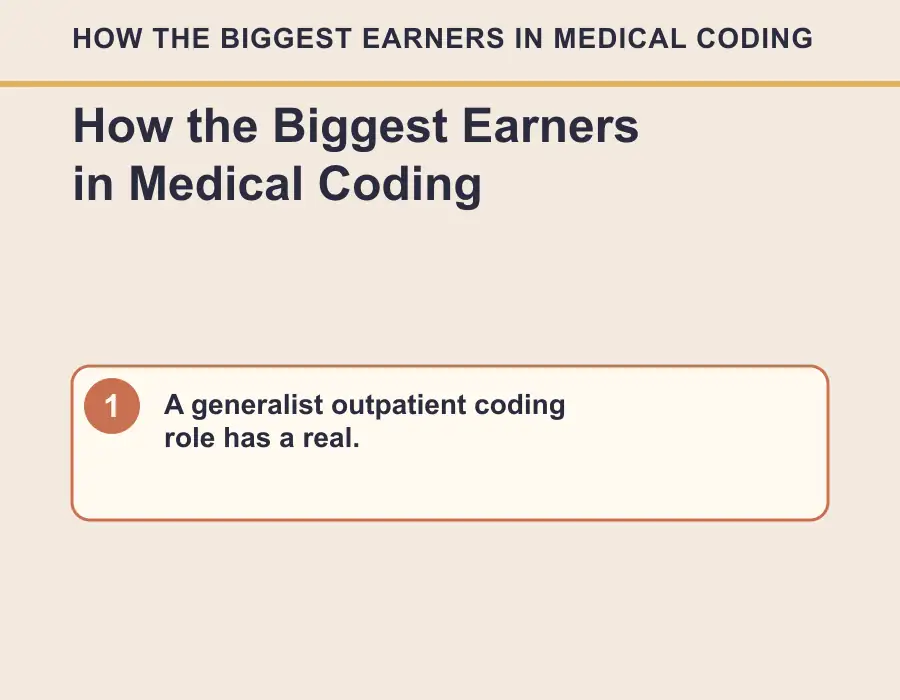 HOW THE BIGGEST EARNERS IN MEDICAL CODING
How the Biggest Earners
in Medical Coding
1
A generalist outpatient coding
role has a real.